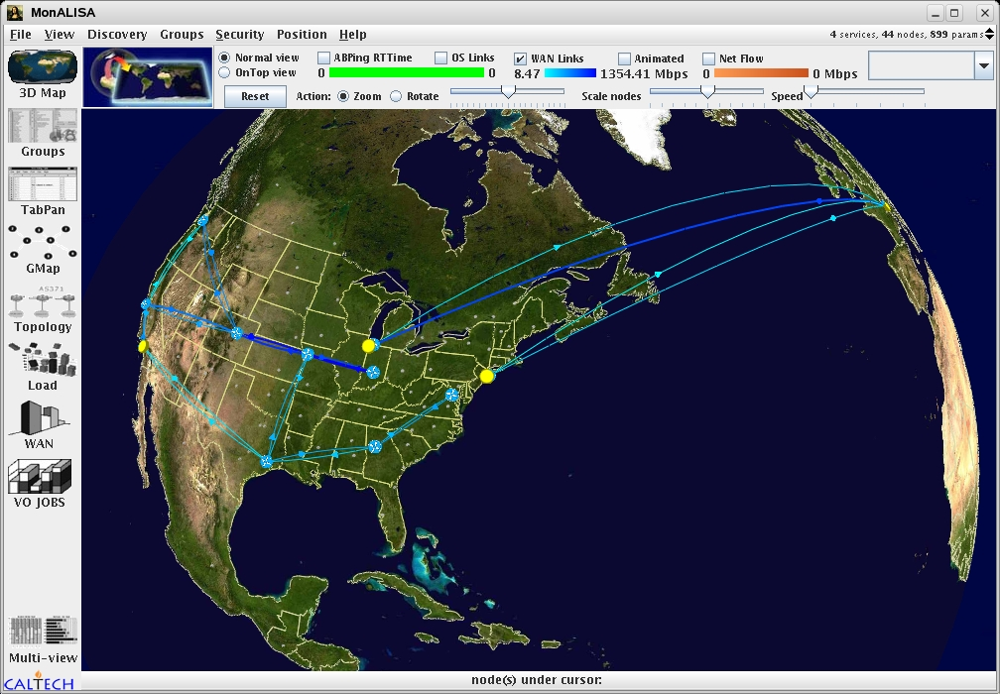 MonALISA
File View Discovery Groups Security Position Help
4 services, 44 nodes, 899 params
Normal view ABPing RTTime OS Links WAN Links Animated Net Flow
OnTop view 0 0 8.47 1354.41 Mbps 0 0 Mbps
Reset Action: Zoom Rotate Scale nodes Speed
3D Map
Groups
TabPan
GMap
AS371
Topology
Load
WAN
VO JOBS
Multi-view
CALTECH
node(s) under cursor: